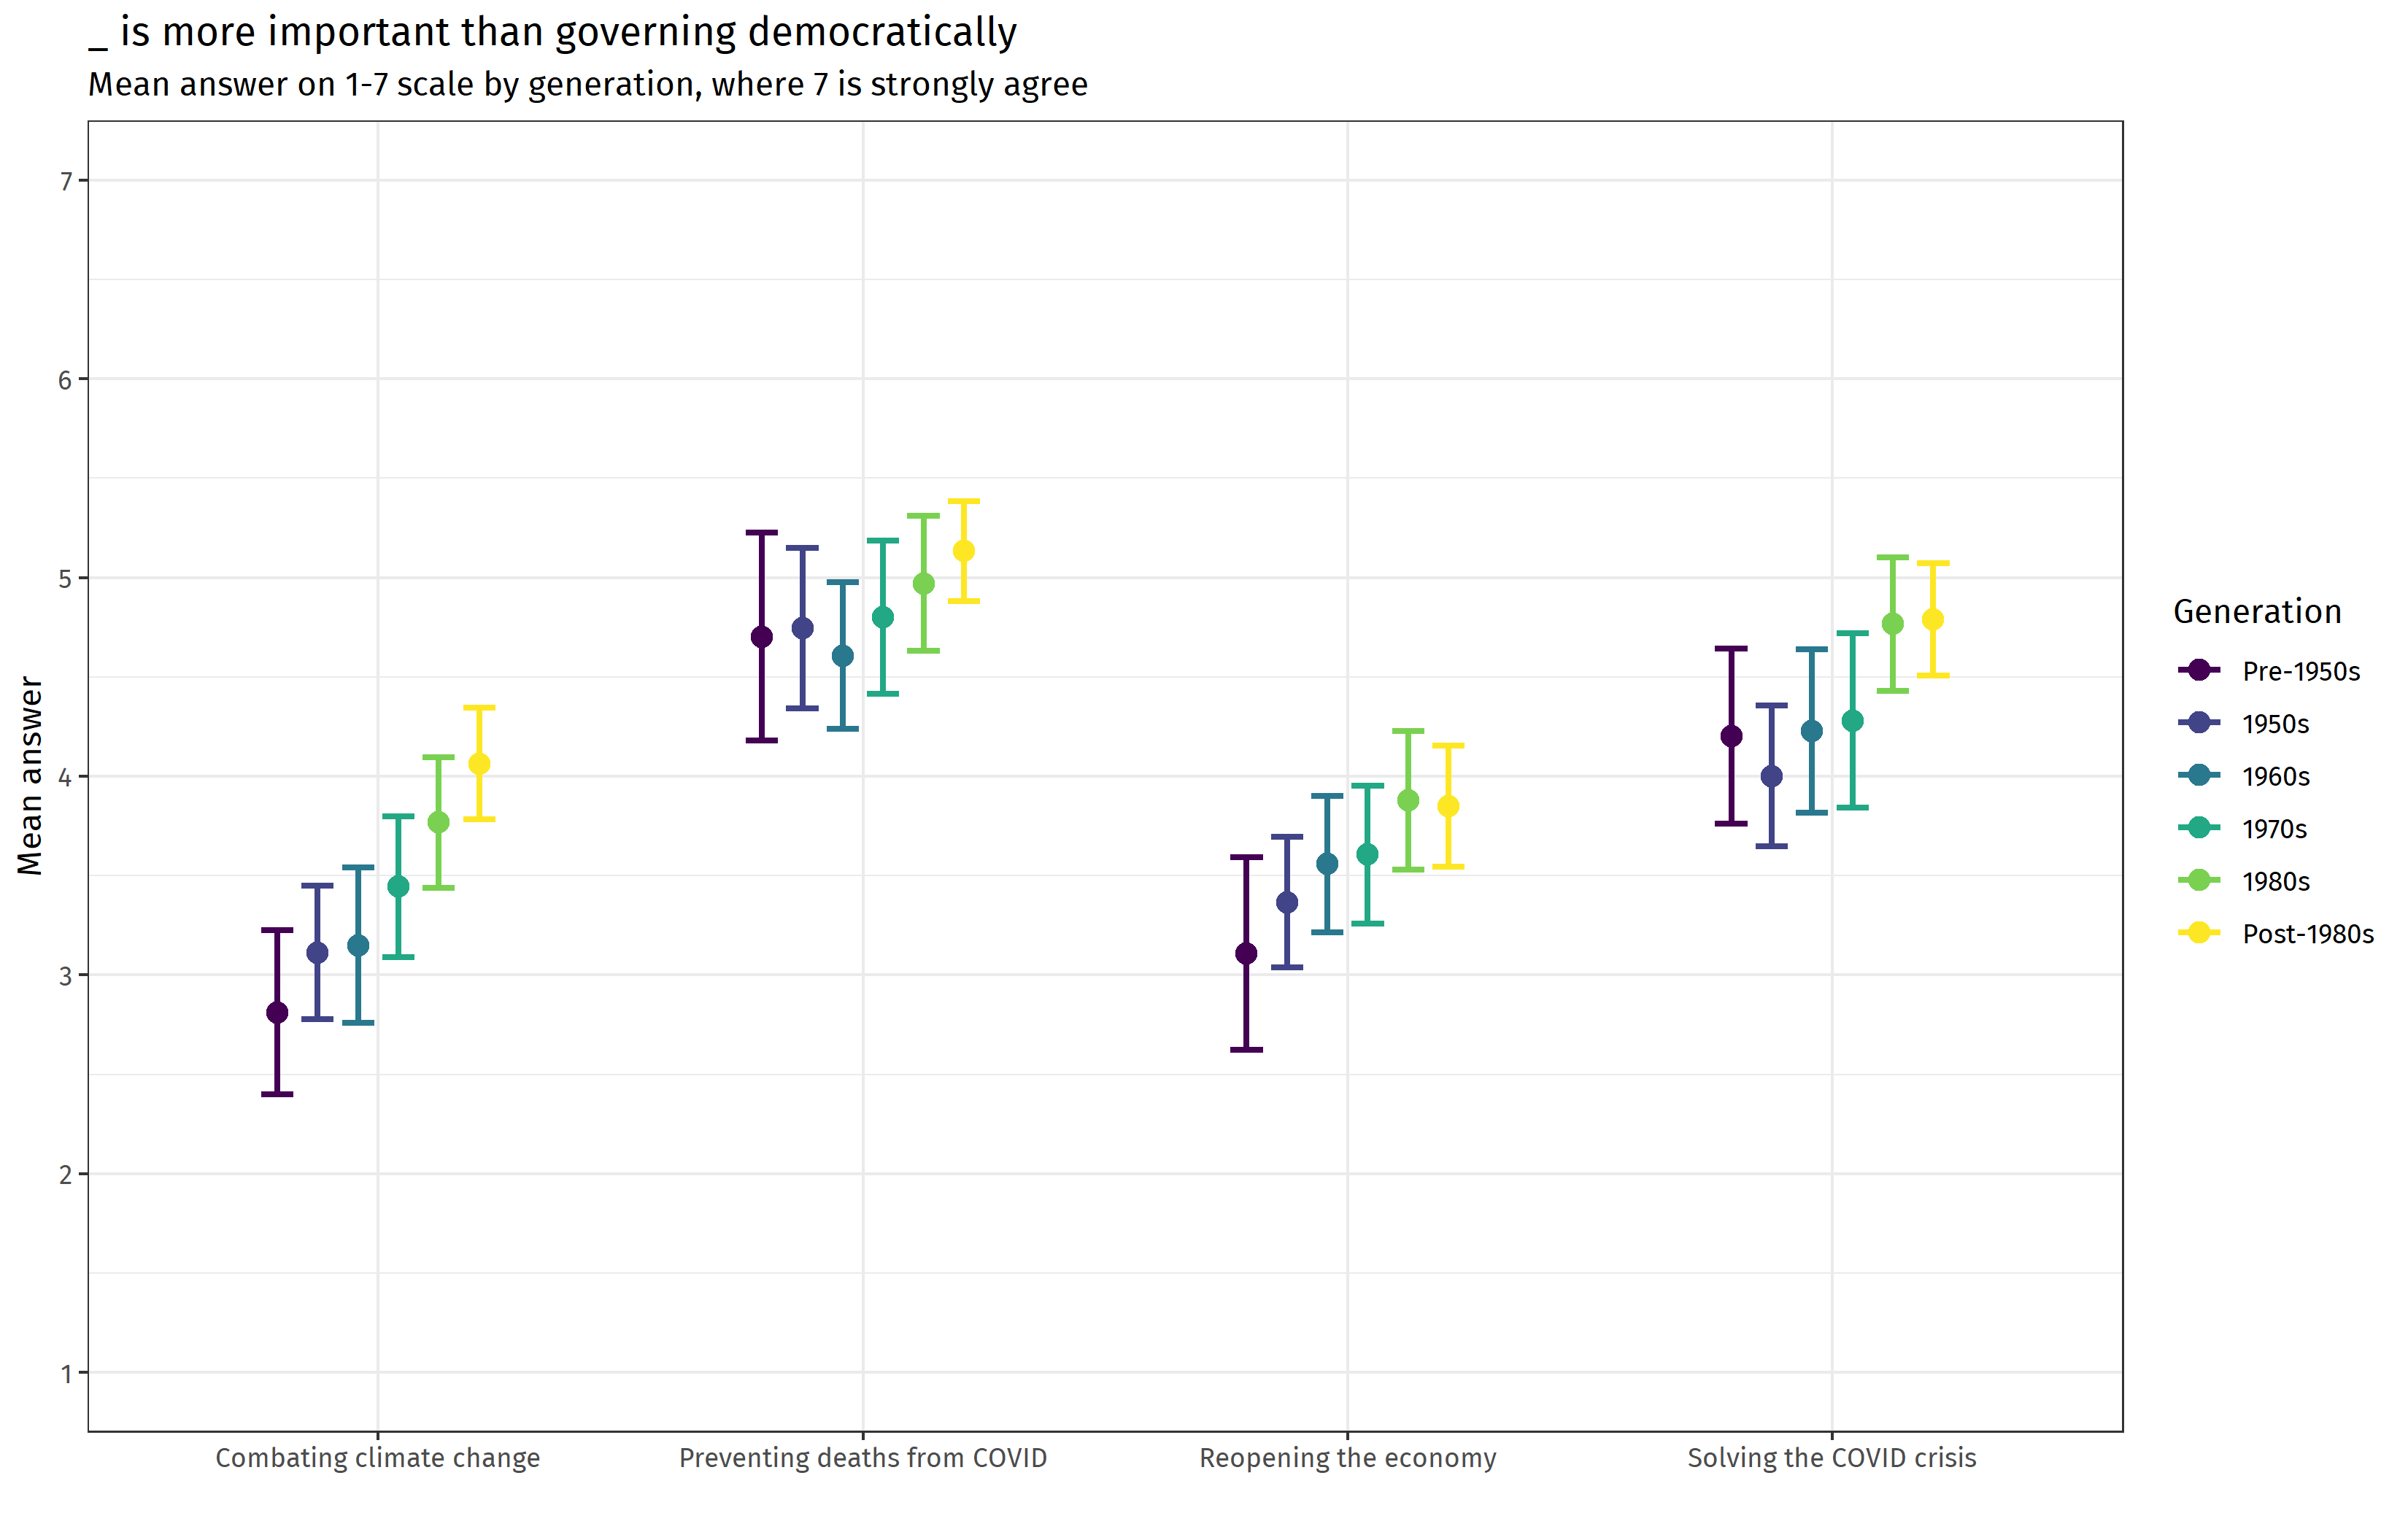 _ is more important than governing democratically
Mean answer on 1-7 scale by generation, where 7 is strongly agree
Mean answer
7
6
5
4
3
2
1
Combating climate change
Preventing deaths from COVID
Reopening the economy
Solving the COVID crisis
Generation
Pre-1950s
1950s
1960s
1970s
1980s
Post-1980s